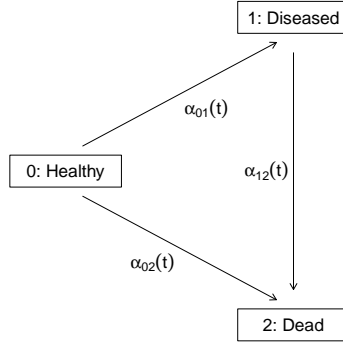 1: Diseased
α01(t)
0: Healthy
α12(t)
α02(t)
2: Dead